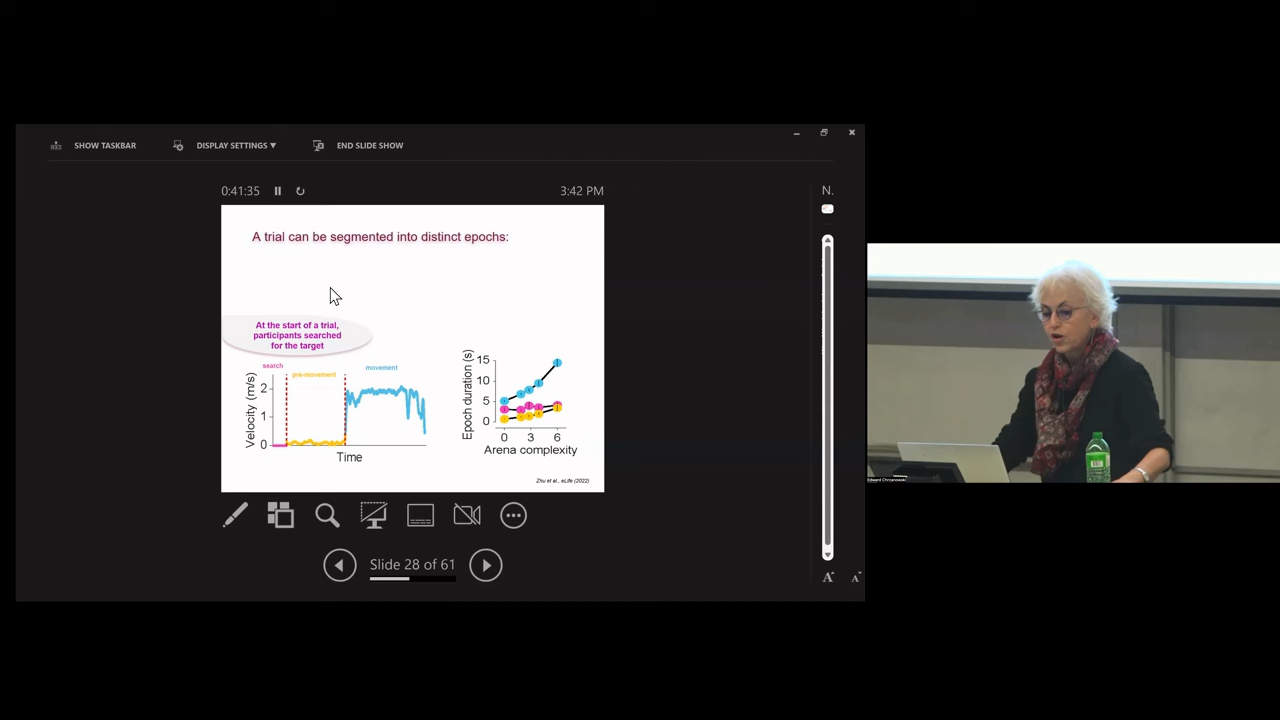 SHOW TASKBAR
DISPLAY SETTINGS ▼
END SLIDE SHOW
0:41:35
3:42 PM
N.
A trial can be segmented into distinct epochs:
At the start of a trial,
participants searched
for the target
search
pre-movement
movement
Velocity (m/s)
2
1
0
Time
Epoch duration (s)
15
10
5
0
0 3 6
Arena complexity
Zhu et al., eLife (2022)
Slide 28 of 61
A
A
Edward Chrzanowski